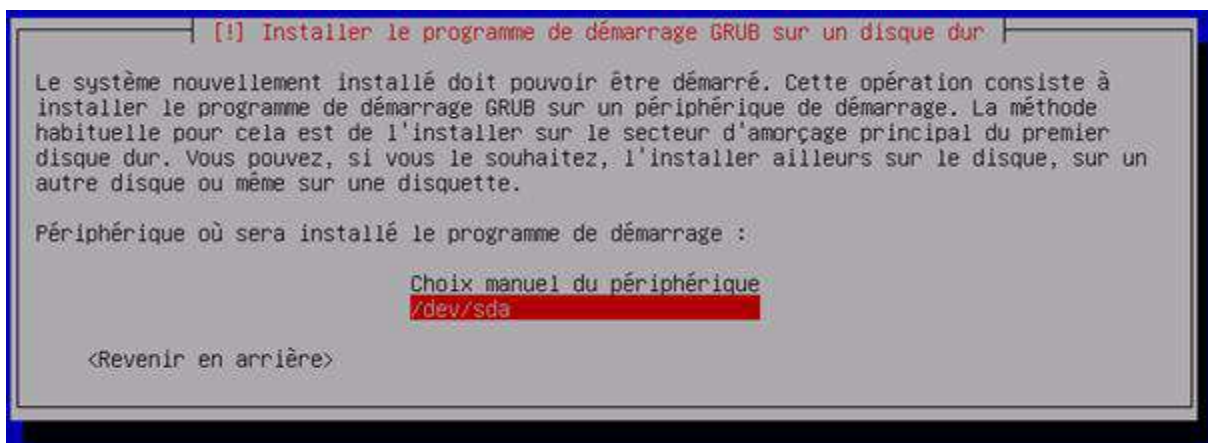 [!] Installer le programme de démarrage GRUB sur un disque dur
Le système nouvellement installé doit pouvoir être démarré. Cette opération consiste à
installer le programme de démarrage GRUB sur un périphérique de démarrage. La méthode
habituelle pour cela est de l'installer sur le secteur d'amorçage principal du premier
disque dur. Vous pouvez, si vous le souhaitez, l'installer ailleurs sur le disque, sur un
autre disque ou même sur une disquette.
Périphérique où sera installé le programme de démarrage :
Choix manuel du périphérique
/dev/sda
<Revenir en arrière>